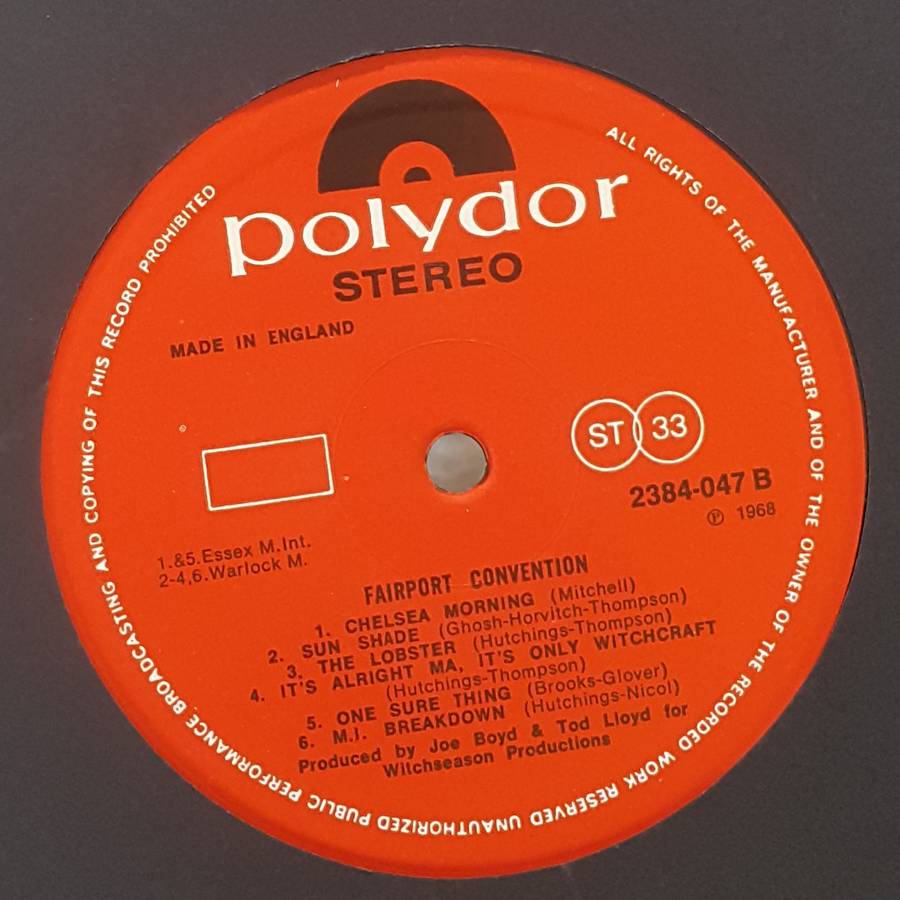 polydor
STEREO
MADE IN ENGLAND
ST 33
2384-047 B
Ⓟ 1968
1.&5.Essex M.Int.
2-4,6.Warlock M.
FAIRPORT CONVENTION
1. CHELSEA MORNING (Mitchell)
2. SUN SHADE (Ghosh-Horvitch-Thompson)
3. THE LOBSTER (Hutchings-Thompson)
4. IT'S ALRIGHT MA, IT'S ONLY WITCHCRAFT
(Hutchings-Thompson)
5. ONE SURE THING (Brooks-Glover)
6. M.I. BREAKDOWN (Hutchings-Nicol)
Produced by Joe Boyd & Tod Lloyd for
Witchseason Productions
ALL RIGHTS OF THE MANUFACTURER AND OF THE OWNER OF THE RECORDED WORK RESERVED UNAUTHORIZED PUBLIC PERFORMANCE BROADCASTING AND COPYING OF THIS RECORD PROHIBITED